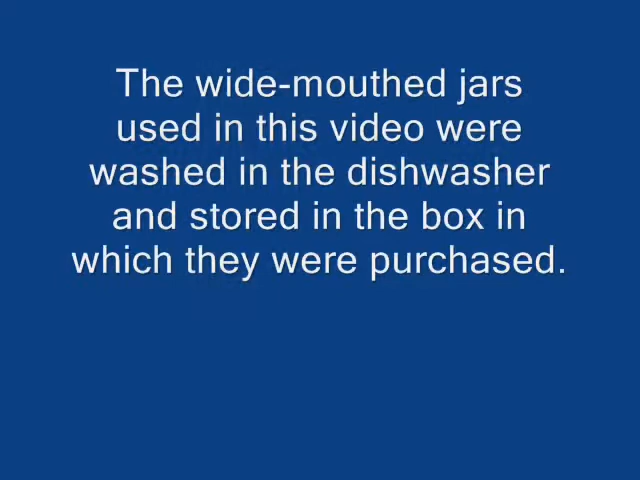 The wide-mouthed jars
used in this video were
washed in the dishwasher
and stored in the box in
which they were purchased.